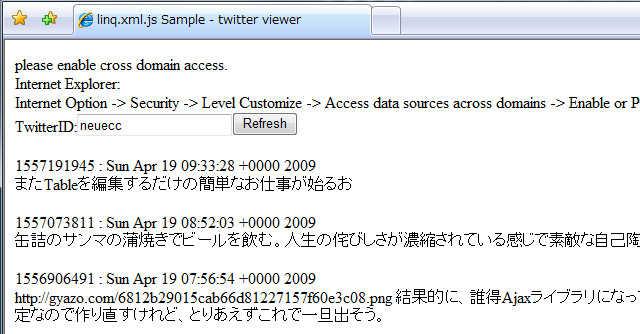 linq.xml.js Sample - twitter viewer
please enable cross domain access.
Internet Explorer:
Internet Option -> Security -> Level Customize -> Access data sources across domains -> Enable or P
TwitterID: neuecc Refresh
1557191945 : Sun Apr 19 09:33:28 +0000 2009
またTableを編集するだけの簡単なお仕事が始るお
1557073811 : Sun Apr 19 08:52:03 +0000 2009
缶詰のサンマの蒲焼きでビールを飲む。人生の侘びしさが濃縮されている感じで素敵な自己陶
1556906491 : Sun Apr 19 07:56:54 +0000 2009
http://gyazo.com/6812b29015cab66d81227157f60e3c08.png 結果的に、誰得Ajaxライブラリになっ
定なので作り直すけれど、とりあえずこれで一旦出そう。